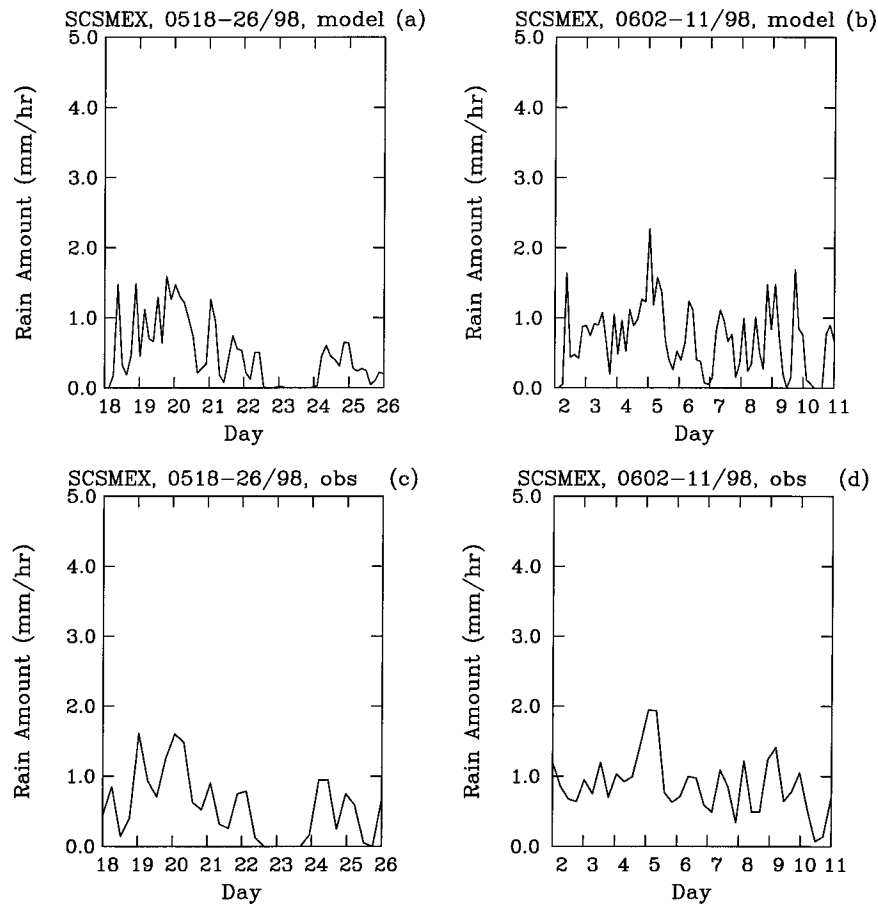 SCSMEX, 0518-26/98, model (a)
5.0
4.0
3.0
2.0
1.0
0.0
Rain Amount (mm/hr)
18 19 20 21 22 23 24 25 26
Day
SCSMEX, 0602-11/98, model (b)
5.0
4.0
3.0
2.0
1.0
0.0
Rain Amount (mm/hr)
2 3 4 5 6 7 8 9 10 11
Day
SCSMEX, 0518-26/98, obs (c)
5.0
4.0
3.0
2.0
1.0
0.0
Rain Amount (mm/hr)
18 19 20 21 22 23 24 25 26
Day
SCSMEX, 0602-11/98, obs (d)
5.0
4.0
3.0
2.0
1.0
0.0
Rain Amount (mm/hr)
2 3 4 5 6 7 8 9 10 11
Day